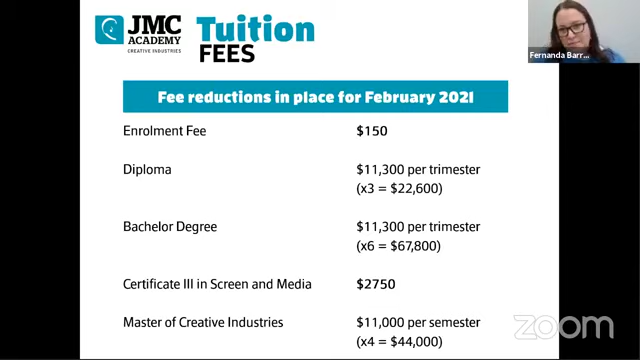 JMC
ACADEMY
CREATIVE INDUSTRIES
Tuition
FEES
Fernanda Barr...
Fee reductions in place for February 2021
Enrolment Fee $150
Diploma $11,300 per trimester
(x3 = $22,600)
Bachelor Degree $11,300 per trimester
(x6 = $67,800)
Certificate III in Screen and Media $2750
Master of Creative Industries $11,000 per semester
(x4 = $44,000)
zoom